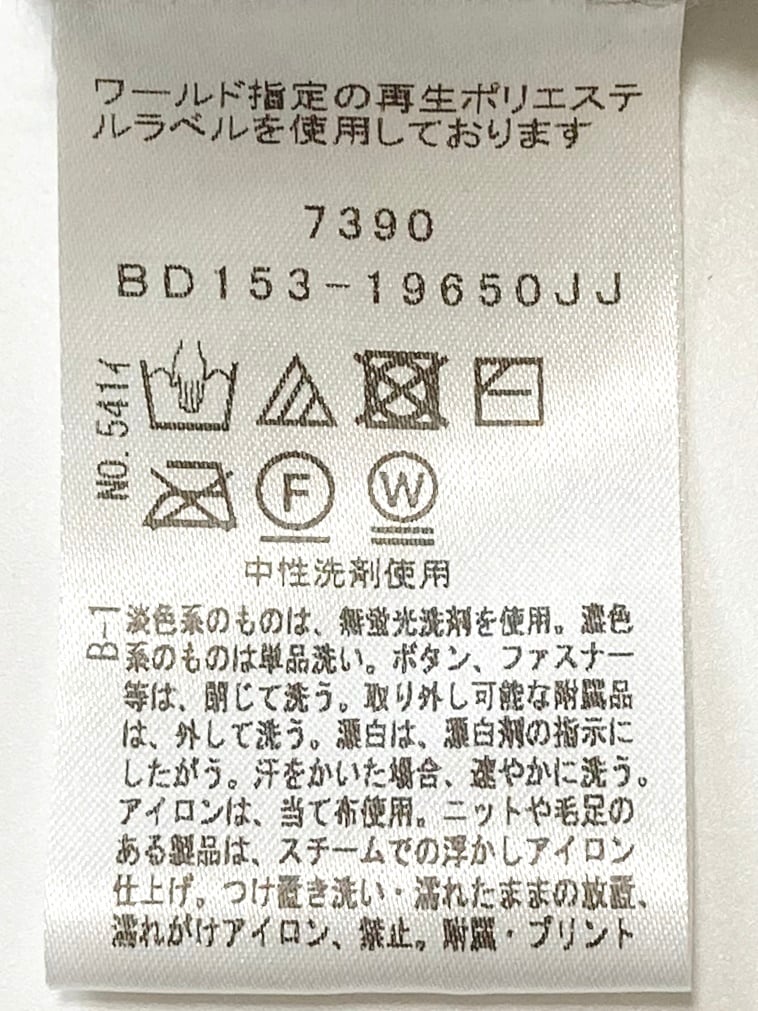 ワールド指定の再生ポリエステ
ルラベルを使用しております
7390
BD153-19650JJ
NO.5414
F
W
中性洗剤使用
B-1
淡色系のものは、無蛍光洗剤を使用。濃色
系のものは単品洗い。ボタン、ファスナー
等は、閉じて洗う。取り外し可能な附属品
は、外して洗う。漂白は、漂白剤の指示に
したがう。汗をかいた場合、速やかに洗う。
アイロンは、当て布使用。ニットや毛足の
ある製品は、スチームでの浮かしアイロン
仕上げ。つけ置き洗い・濡れたままの放置、
濡れがけアイロン、禁止。附属・プリント